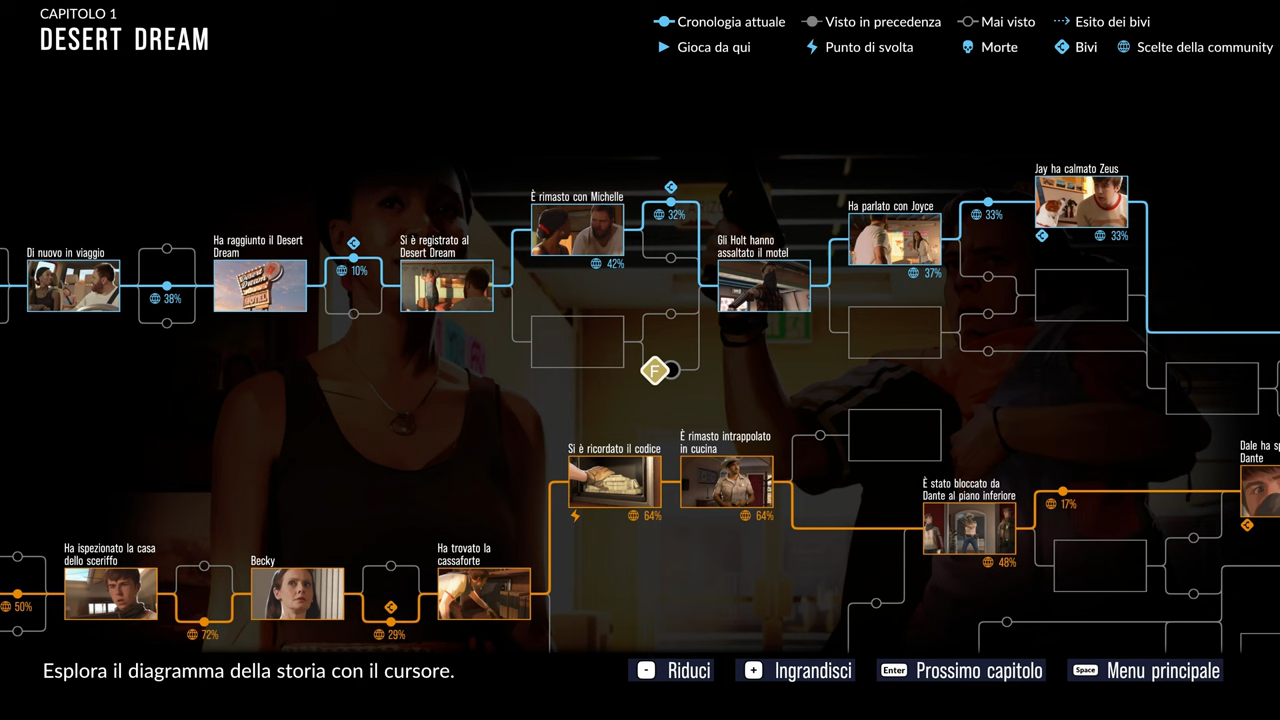 CAPITOLO 1
DESERT DREAM
Cronologia attuale
Visto in precedenza
Mai visto
Esito dei bivi
Gioca da qui
Punto di svolta
Morte
Bivi
Scelte della community
Jay ha calmato Zeus
33%
È rimasto con Michelle
42%
32%
Ha parlato con Joyce
37%
33%
Di nuovo in viaggio
38%
Ha raggiunto il Desert
Dream
10%
Si è registrato al
Desert Dream
Gli Holt hanno
assaltato il motel
F
Si è ricordato il codice
64%
È rimasto intrappolato
in cucina
64%
È stato bloccato da
Dante al piano inferiore
48%
17%
Dale ha sp
Dante
50%
Ha ispezionato la casa
dello sceriffo
72%
Becky
29%
Ha trovato la
cassaforte
Esplora il diagramma della storia con il cursore.
- Riduci
+ Ingrandisci
Enter Prossimo capitolo
Space Menu principale